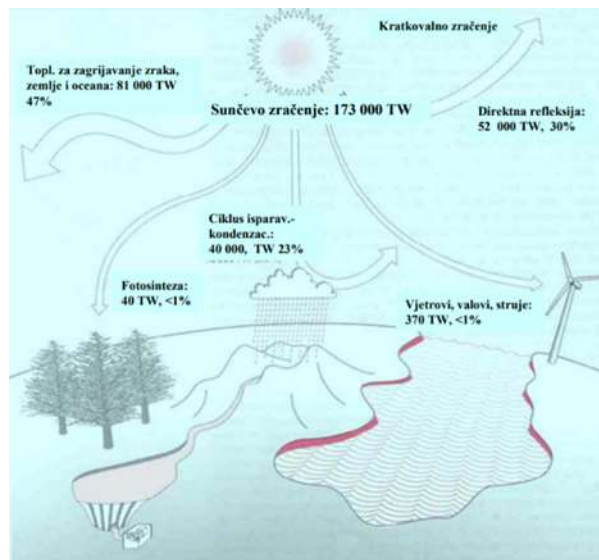 Kratkovalno zračenje
Topl. za zagrijavanje zraka,
zemlje i oceana: 81 000 TW
47%
Sunčevo zračenje: 173 000 TW
Direktna refleksija:
52 000 TW, 30%
Ciklus isparav.-
kondenzac.:
40 000, TW 23%
Fotosinteza:
40 TW, <1%
Vjetrovi, valovi, struje:
370 TW, <1%